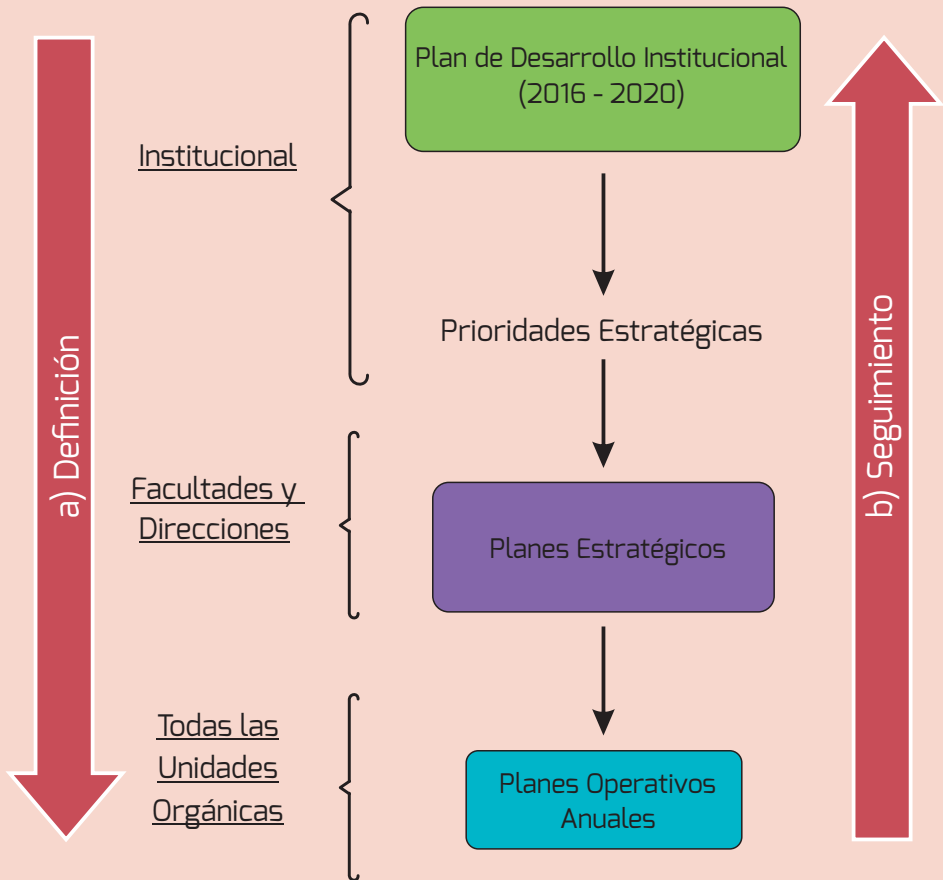 Plan de Desarrollo Institucional
(2016 - 2020)
Institucional
Prioridades Estratégicas
a) Definición
b) Seguimiento
Facultades y
Direcciones
Planes Estratégicos
Todas las
Unidades
Orgánicas
Planes Operativos
Anuales